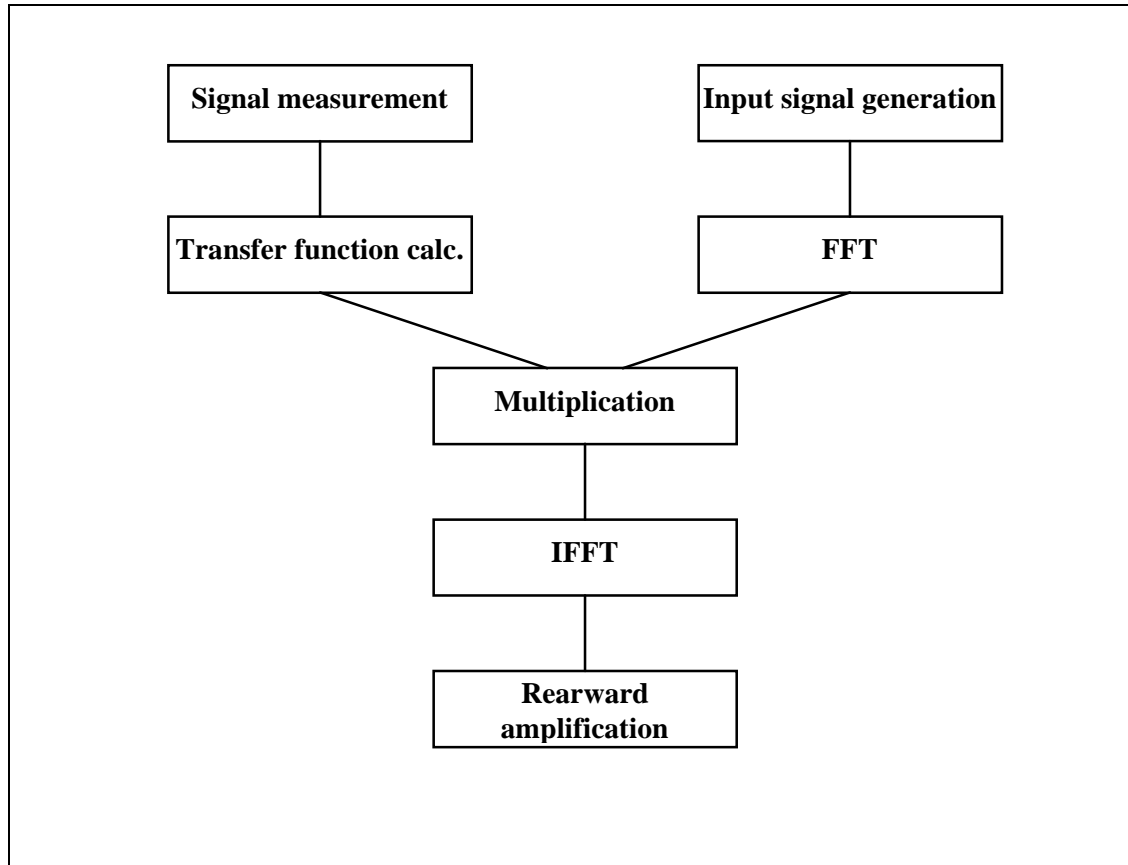 Signal measurement
Input signal generation
Transfer function calc.
FFT
Multiplication
IFFT
Rearward
amplification